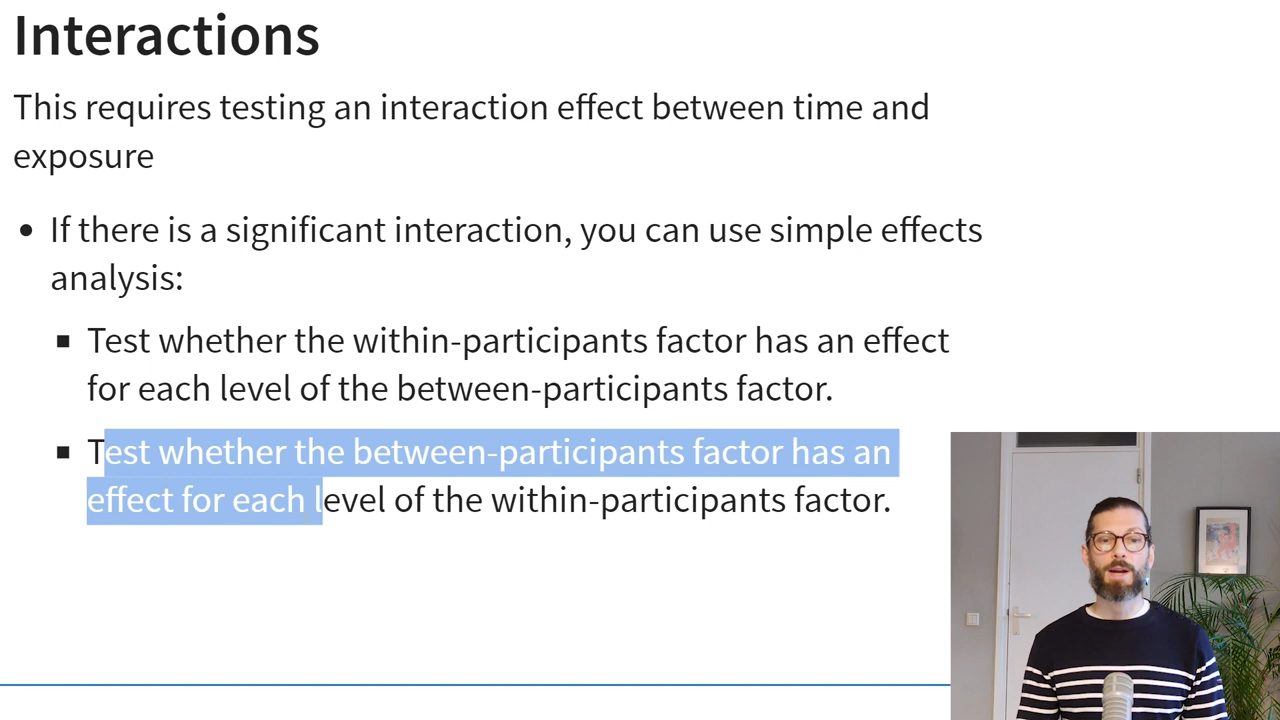 Interactions
This requires testing an interaction effect between time and
exposure
• If there is a significant interaction, you can use simple effects
analysis:
▪ Test whether the within-participants factor has an effect
for each level of the between-participants factor.
▪ Test whether the between-participants factor has an
effect for each level of the within-participants factor.